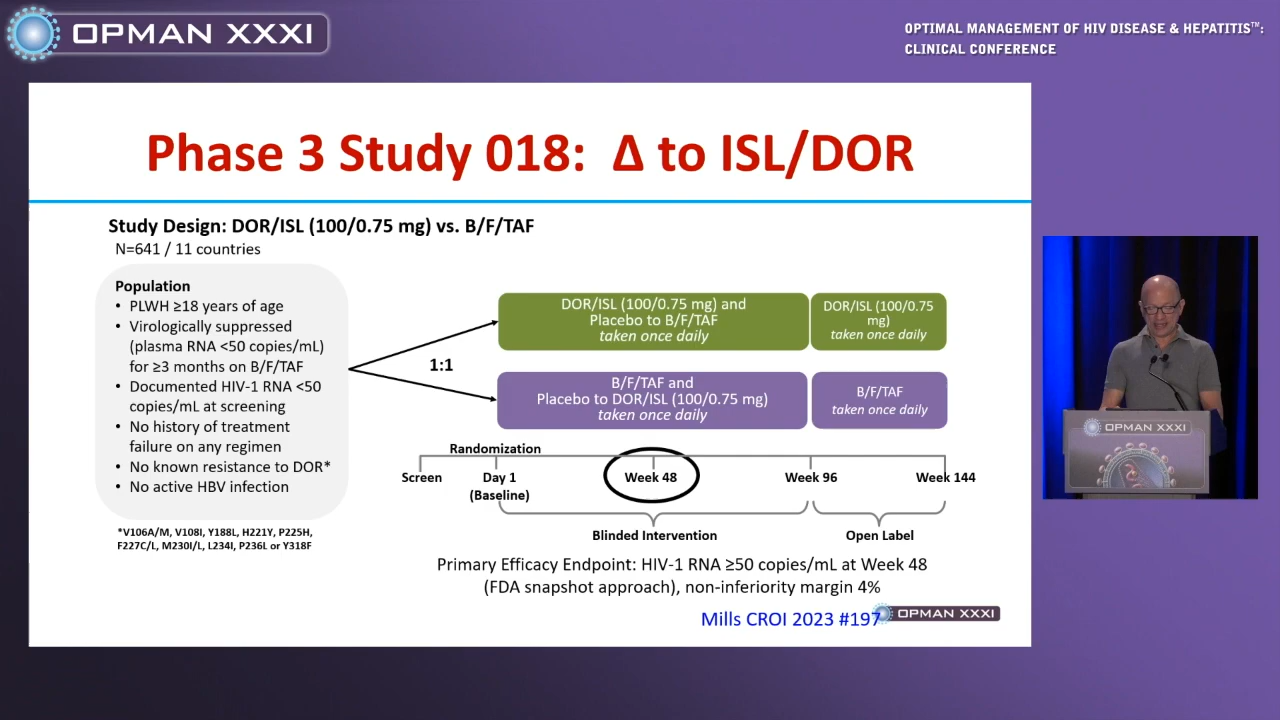 OPMAN XXXI
OPTIMAL MANAGEMENT OF HIV DISEASE & HEPATITIS™:
CLINICAL CONFERENCE
Phase 3 Study 018: Δ to ISL/DOR
Study Design: DOR/ISL (100/0.75 mg) vs. B/F/TAF
N=641 / 11 countries
Population
• PLWH ≥18 years of age
• Virologically suppressed
(plasma RNA <50 copies/mL)
for ≥3 months on B/F/TAF
• Documented HIV-1 RNA <50
copies/mL at screening
• No history of treatment
failure on any regimen
• No known resistance to DOR*
• No active HBV infection
*V106A/M, V108I, Y188L, H221Y, P225H,
F227C/L, M230I/L, L234I, P236L or Y318F
1:1
DOR/ISL (100/0.75 mg) and
Placebo to B/F/TAF
taken once daily
DOR/ISL (100/0.75
mg)
taken once daily
B/F/TAF and
Placebo to DOR/ISL (100/0.75 mg)
taken once daily
B/F/TAF
taken once daily
Randomization
Screen
Day 1
(Baseline)
Week 48
Week 96
Week 144
Blinded Intervention
Open Label
Primary Efficacy Endpoint: HIV-1 RNA ≥50 copies/mL at Week 48
(FDA snapshot approach), non-inferiority margin 4%
Mills CROI 2023 #197
OPMAN XXXI
OPMAN XXXI